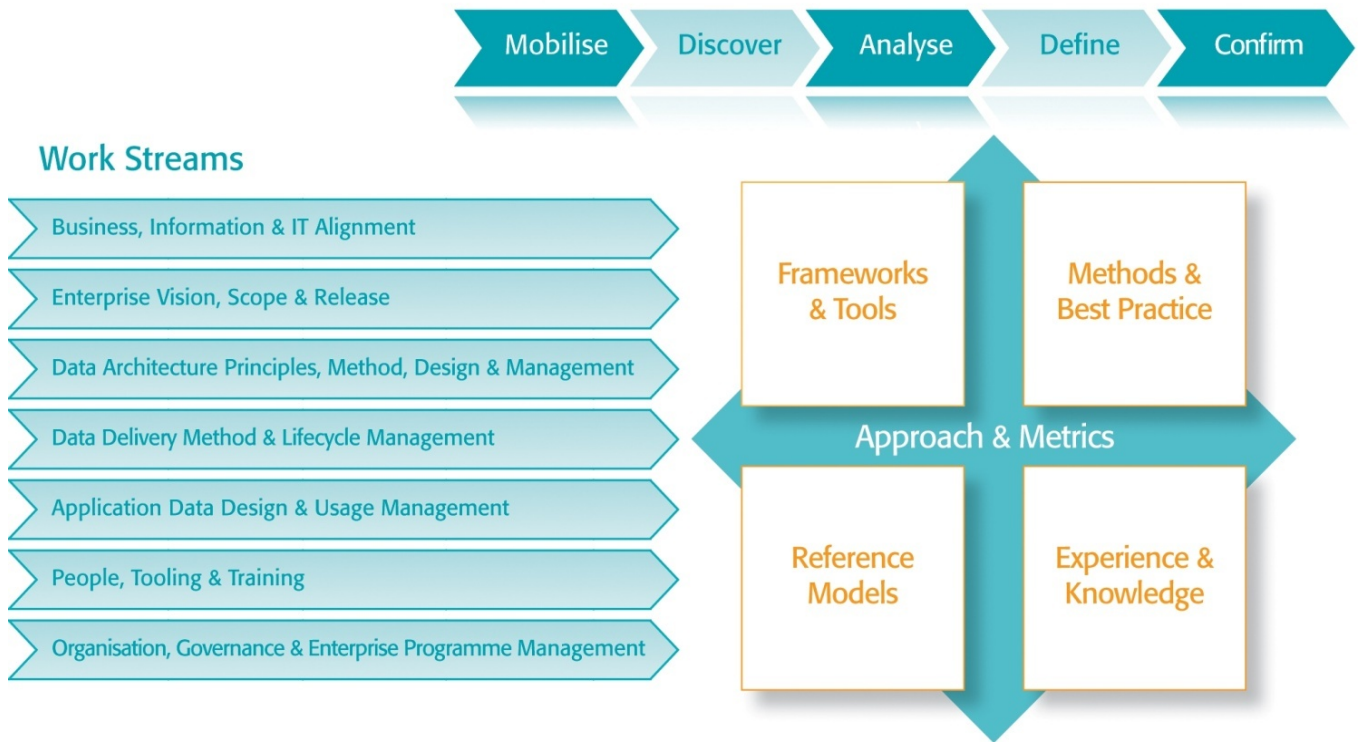 Mobilise
Discover
Analyse
Define
Confirm
Work Streams
Business, Information & IT Alignment
Enterprise Vision, Scope & Release
Data Architecture Principles, Method, Design & Management
Data Delivery Method & Lifecycle Management
Application Data Design & Usage Management
People, Tooling & Training
Organisation, Governance & Enterprise Programme Management
Frameworks
& Tools
Methods &
Best Practice
Approach & Metrics
Reference
Models
Experience &
Knowledge